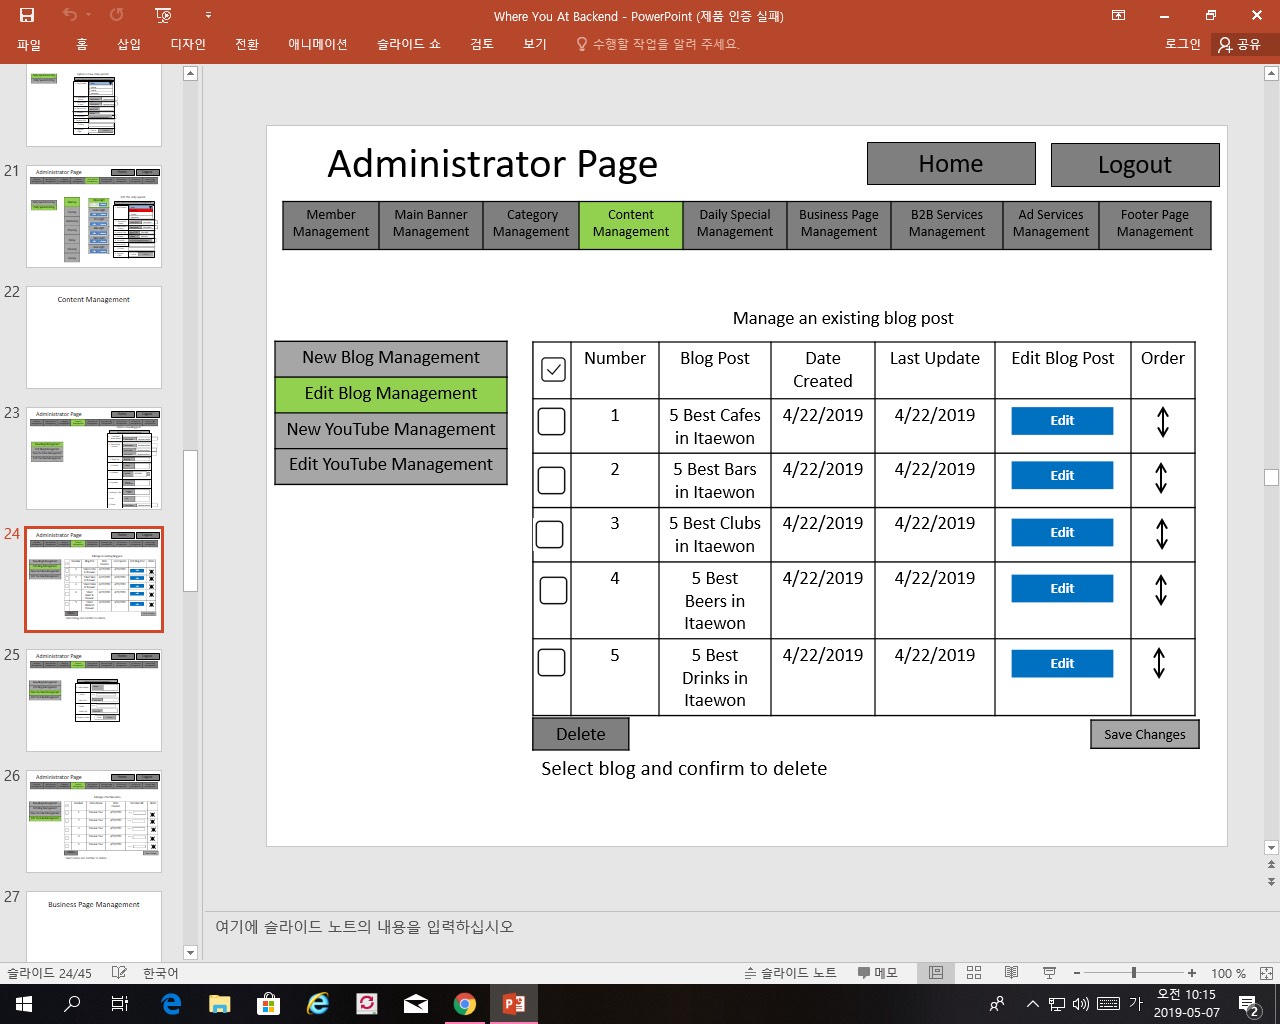 Where You At Backend - PowerPoint (제품 인증 실패)
파일 홈 삽입 디자인 전환 애니메이션 슬라이드 쇼 검토 보기 수행할 작업을 알려 주세요. 로그인 공유
21
Administrator Page
22
Content Management
23
Administrator Page
24
Administrator Page
25
Administrator Page
26
Administrator Page
27
Business Page Management
Administrator Page
Home
Logout
Member Management
Main Banner Management
Category Management
Content Management
Daily Special Management
Business Page Management
B2B Services Management
Ad Services Management
Footer Page Management
New Blog Management
Edit Blog Management
New YouTube Management
Edit YouTube Management
Manage an existing blog post
Number Blog Post Date Created Last Update Edit Blog Post Order
1 5 Best Cafes in Itaewon 4/22/2019 4/22/2019 Edit
2 5 Best Bars in Itaewon 4/22/2019 4/22/2019 Edit
3 5 Best Clubs in Itaewon 4/22/2019 4/22/2019 Edit
4 5 Best Beers in Itaewon 4/22/2019 4/22/2019 Edit
5 5 Best Drinks in Itaewon 4/22/2019 4/22/2019 Edit
Delete
Save Changes
Select blog and confirm to delete
여기에 슬라이드 노트의 내용을 입력하십시오
슬라이드 24/45 한국어 슬라이드 노트 메모 100 %
가 오전 10:15
2019-05-07
2